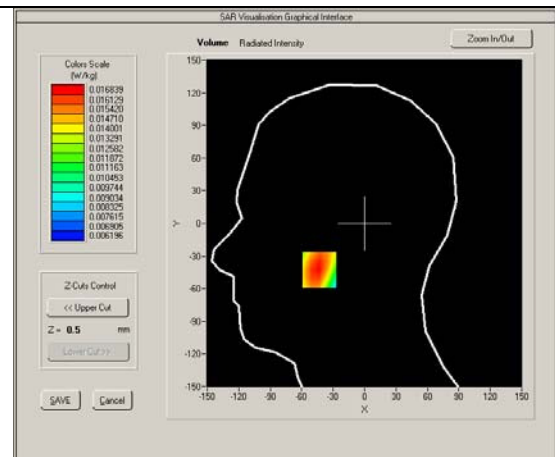 SAR Visualisation Graphical Interface
Volume Radiated Intensity
Zoom In/Out
Colors Scale
(W/kg)
0.016839
0.016129
0.015420
0.014710
0.014001
0.013291
0.012582
0.011872
0.011163
0.010453
0.009744
0.009034
0.008325
0.007615
0.006905
0.006196
Z-Cuts Control
<< Upper Cut
Z = 0.5 mm
Lower Cut >>
SAVE Cancel
150
120
90
60
30
0
-30
-60
-90
-120
-150
Y
-150 -120 -90 -60 -30 0 30 60 90 120 150
X